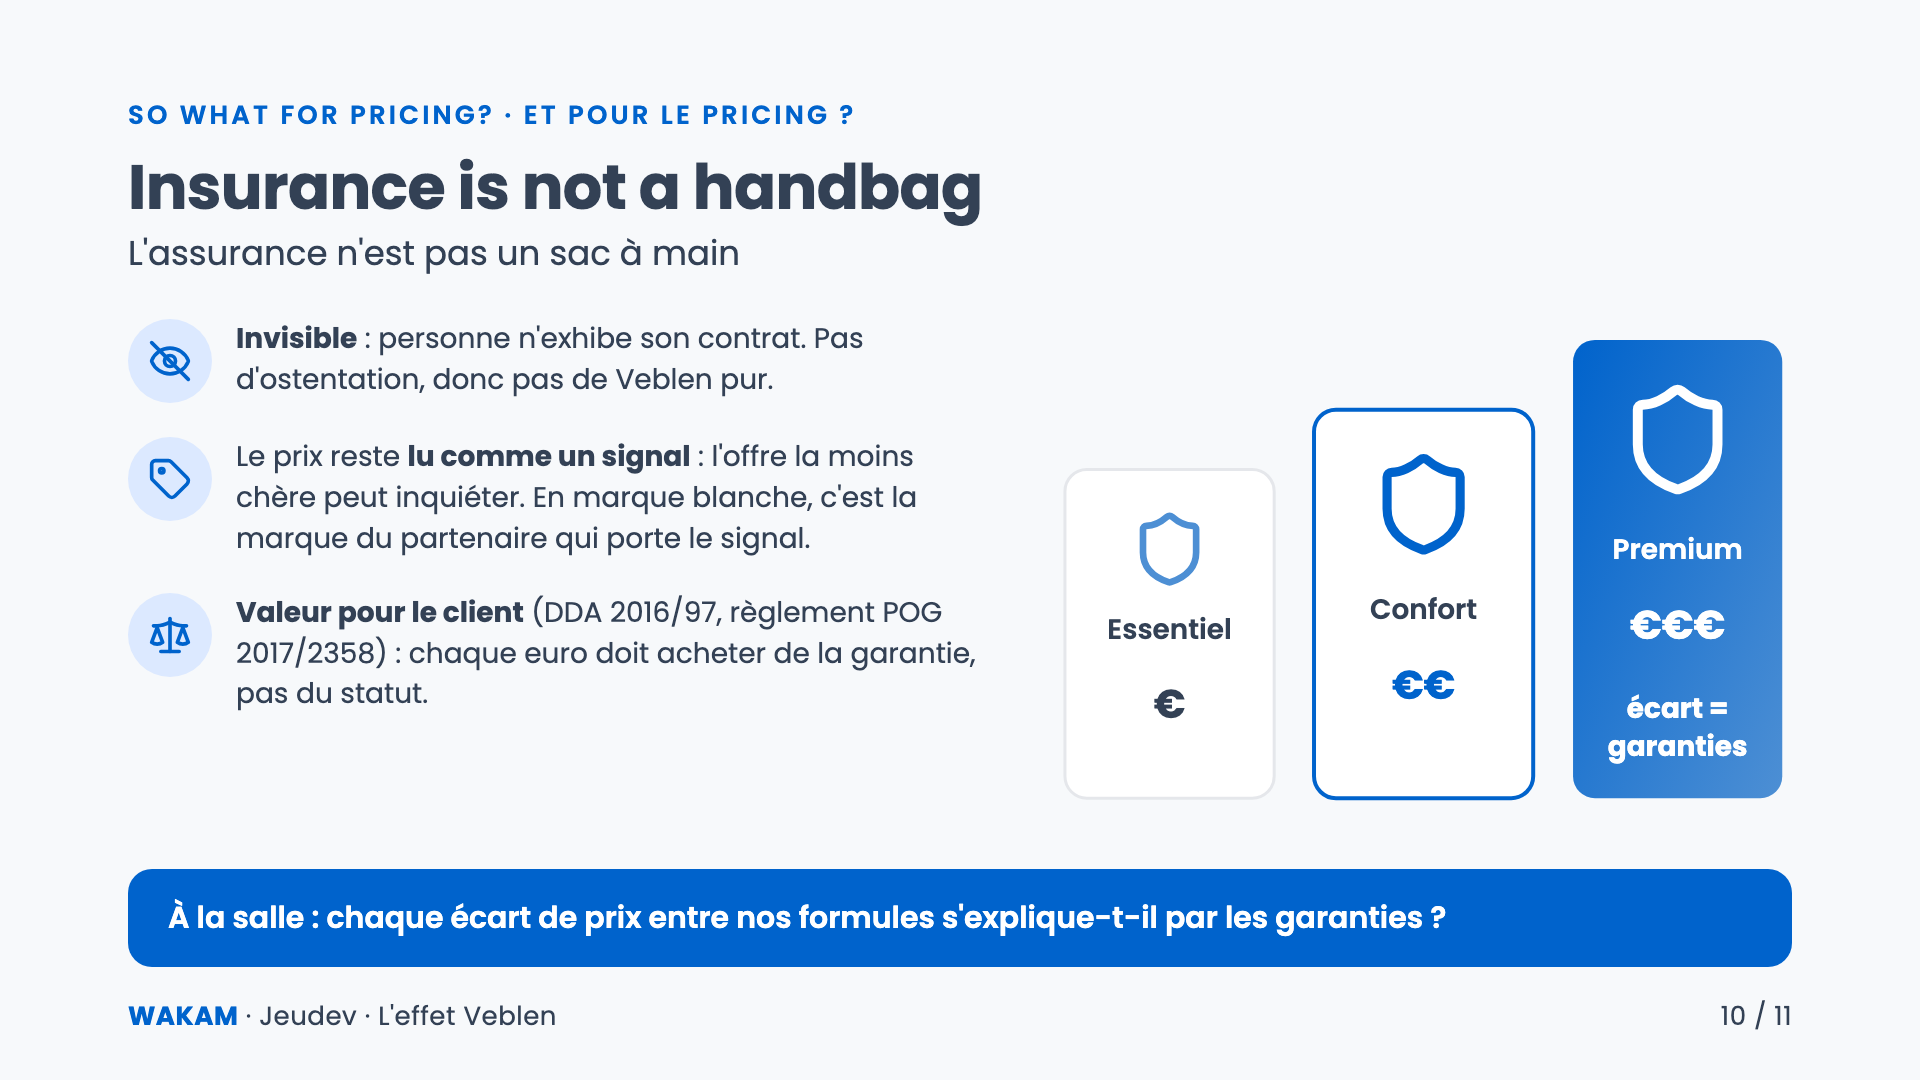 SO WHAT FOR PRICING? · ET POUR LE PRICING ?
Insurance is not a handbag
L'assurance n'est pas un sac à main
Invisible : personne n'exhibe son contrat. Pas
d'ostentation, donc pas de Veblen pur.
Le prix reste lu comme un signal : l'offre la moins
chère peut inquiéter. En marque blanche, c'est la
marque du partenaire qui porte le signal.
Valeur pour le client (DDA 2016/97, règlement POG
2017/2358) : chaque euro doit acheter de la garantie,
pas du statut.
Essentiel
€
Confort
€€
Premium
€€€
écart =
garanties
À la salle : chaque écart de prix entre nos formules s'explique-t-il par les garanties ?
WAKAM · Jeudev · L'effet Veblen
10 / 11